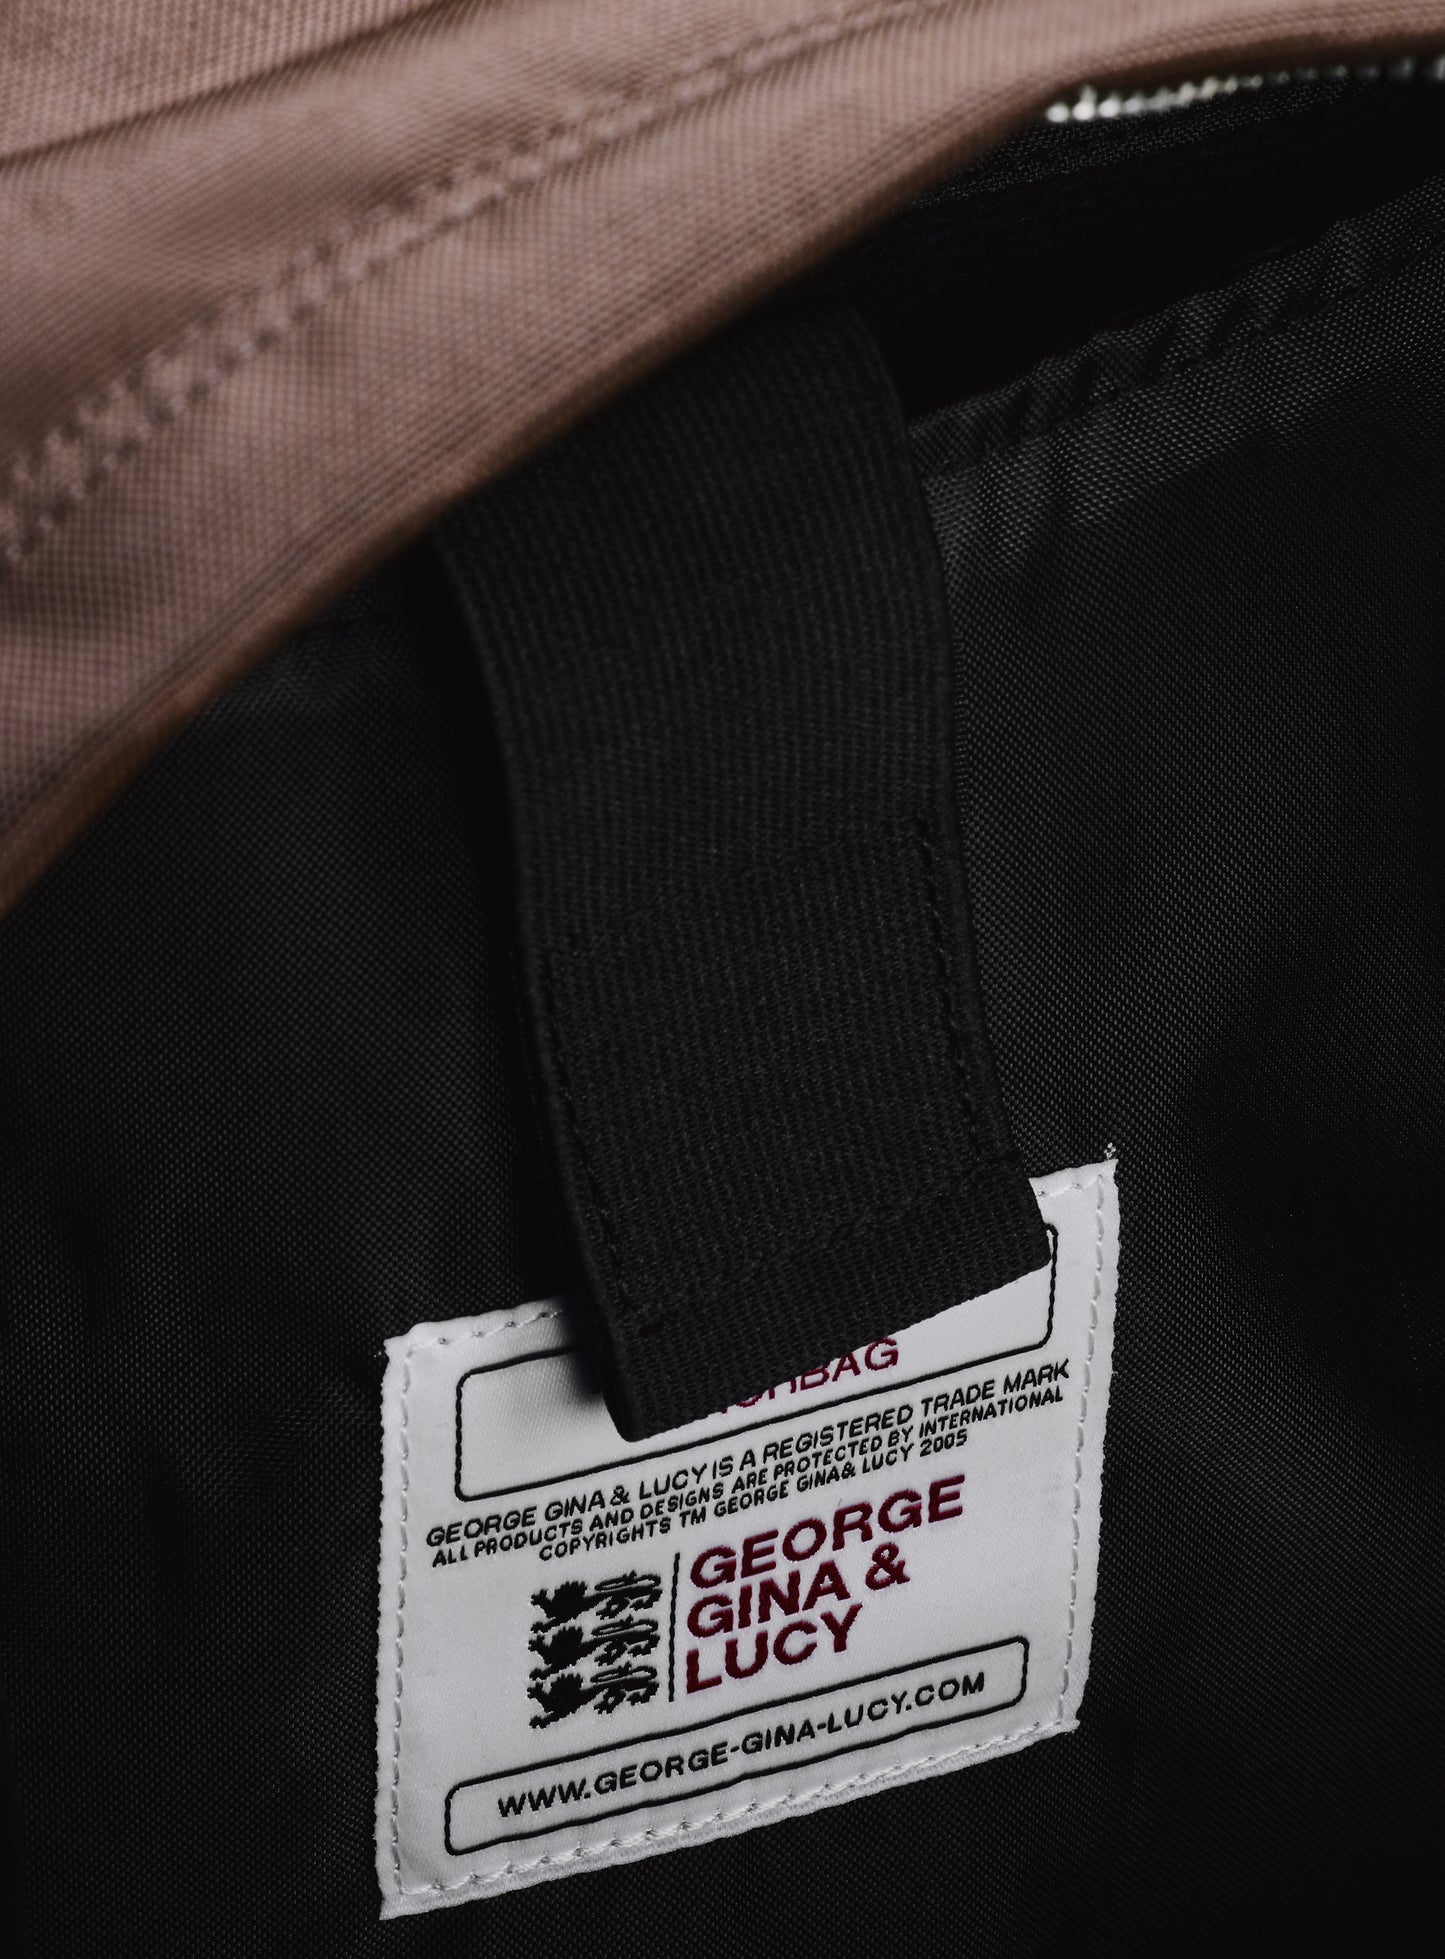 GEORGE GINA & LUCY IS A REGISTERED TRADE MARK
ALL PRODUCTS AND DESIGNS ARE PROTECTED BY INTERNATIONAL
COPYRIGHTS TM GEORGE GINA& LUCY 2005
GEORGE
GINA &
LUCY
WWW.GEORGE-GINA-LUCY.COM